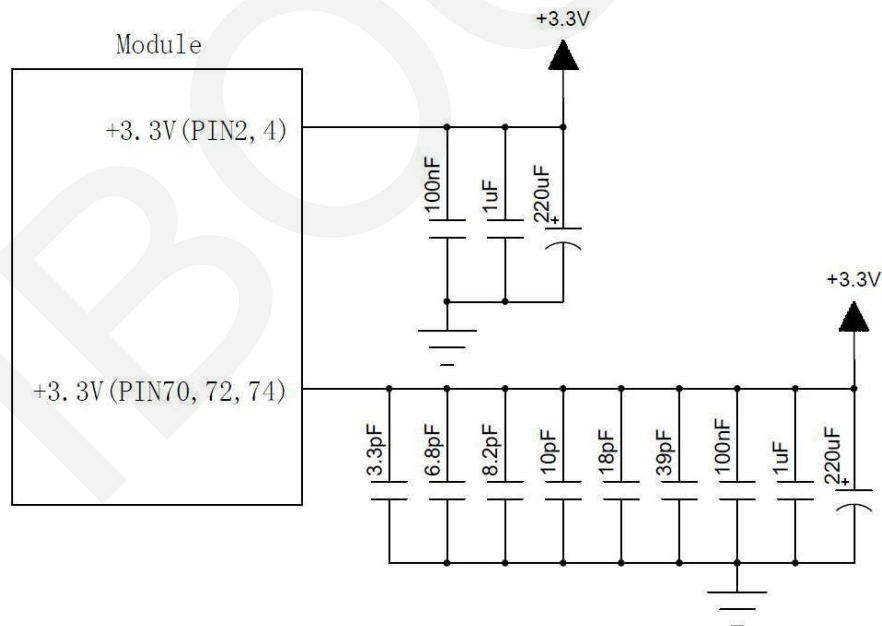 +3.3V
Module
+3.3V(PIN2,4)
100nF
1uF
220uF
+
+3.3V
+3.3V(PIN70,72,74)
3.3pF
6.8pF
8.2pF
10pF
18pF
39pF
100nF
1uF
220uF
+